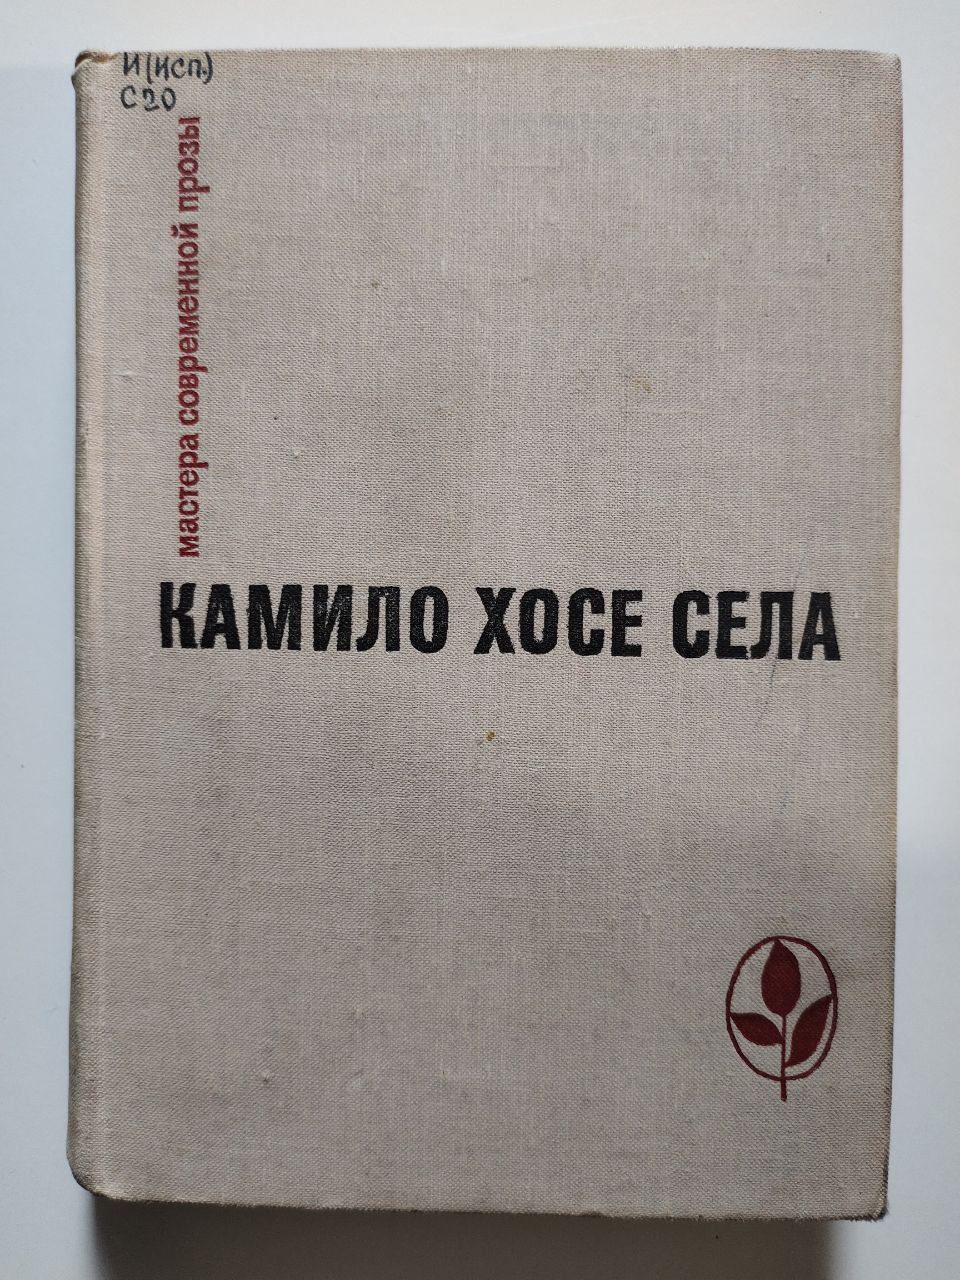 И(исп.)
С20
мастера современной прозы
КАМИЛО ХОСЕ СЕЛА